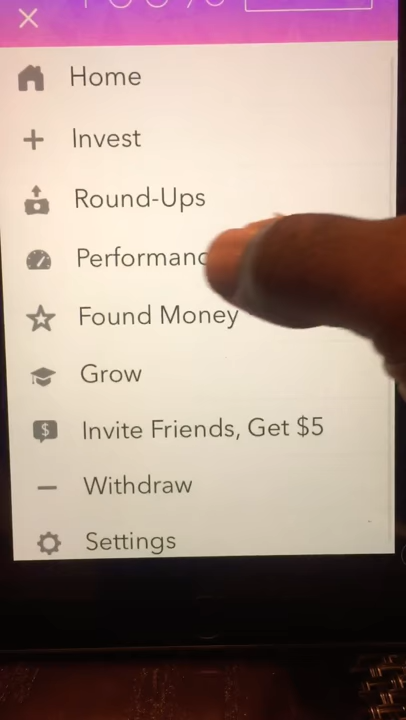 Home
Invest
Round-Ups
Performanc
Found Money
Grow
$
Invite Friends, Get $5
Withdraw
Settings